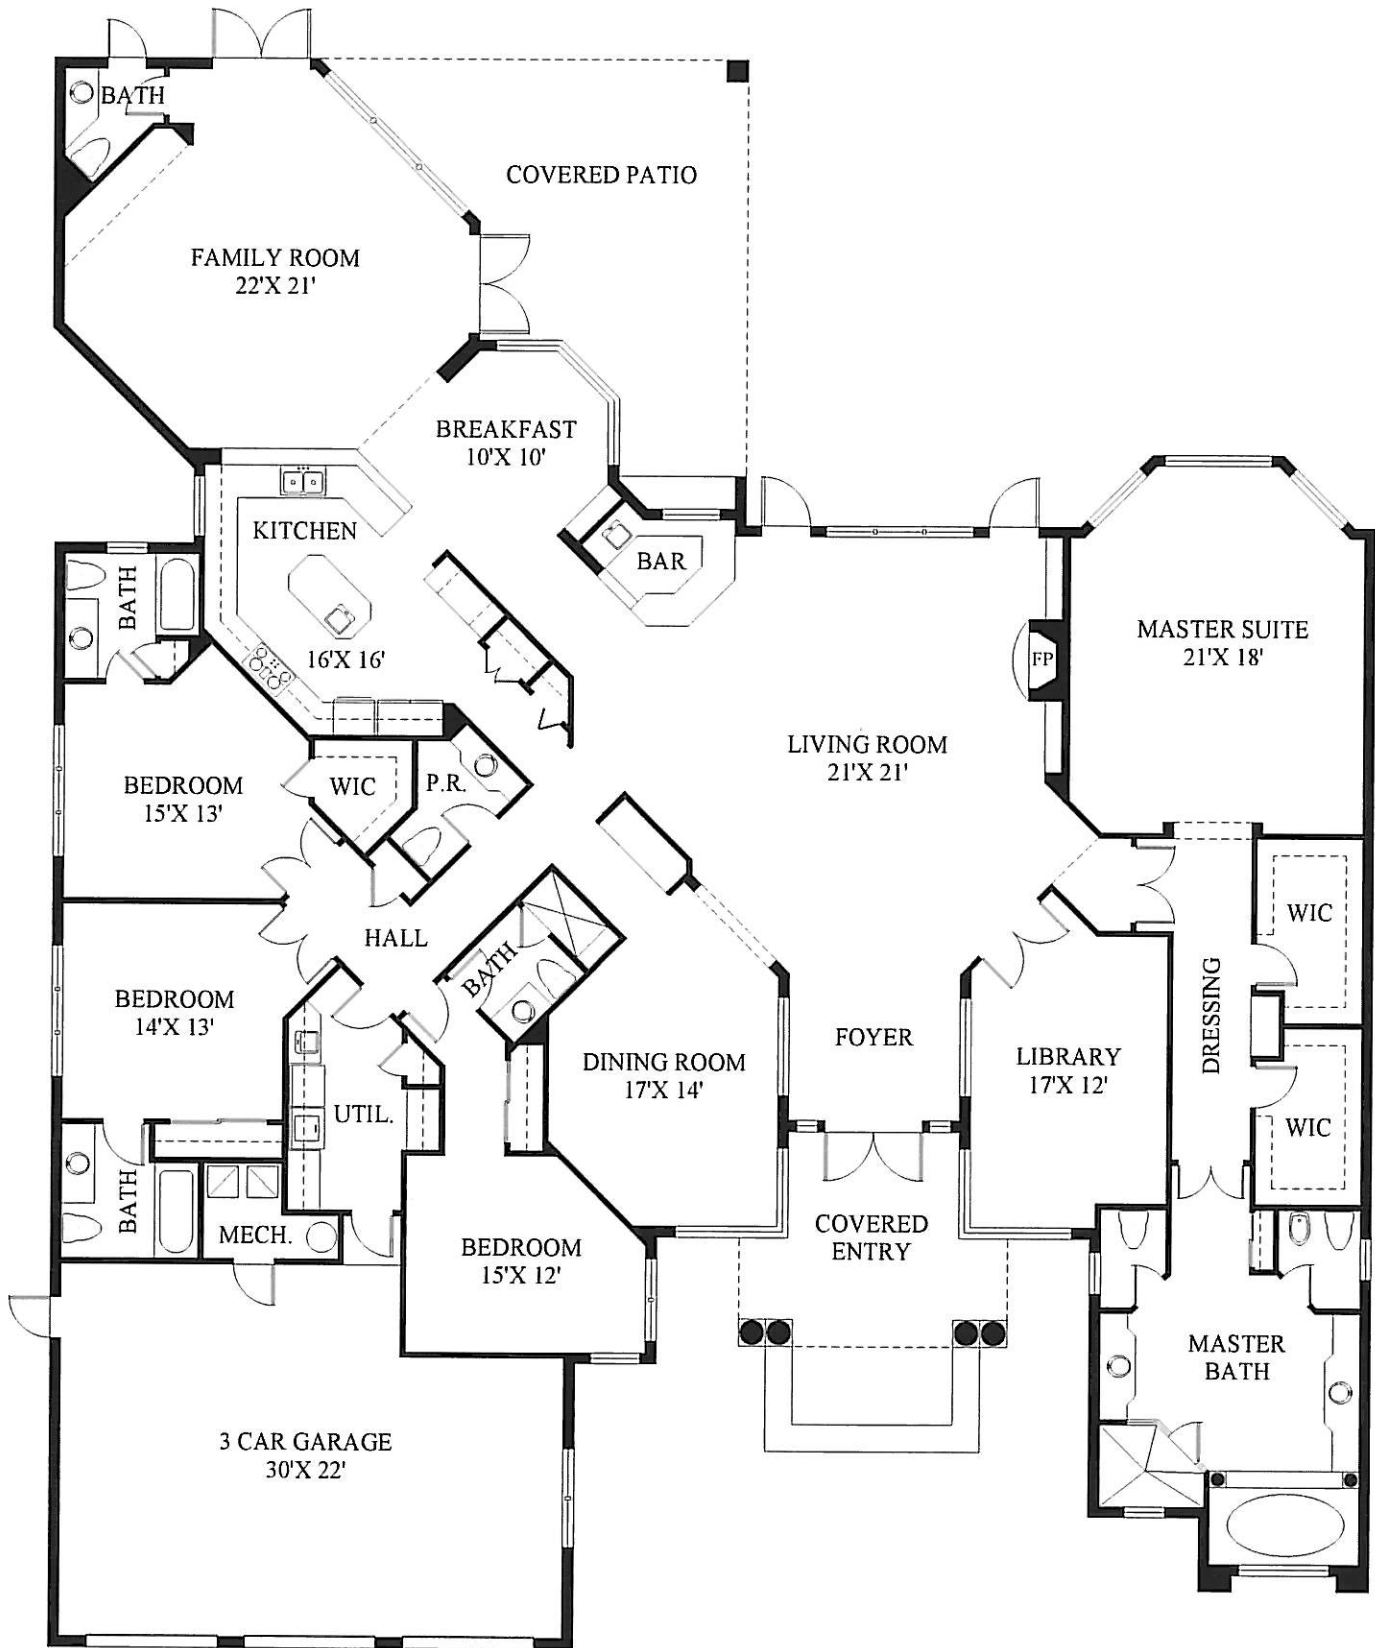 BATH
COVERED PATIO
FAMILY ROOM
22'X 21'
BREAKFAST
10'X 10'
KITCHEN
16'X 16'
BAR
BATH
MASTER SUITE
21'X 18'
FP
LIVING ROOM
21'X 21'
BEDROOM
15'X 13'
WIC
P.R.
HALL
WIC
BATH
BEDROOM
14'X 13'
DRESSING
FOYER
DINING ROOM
17'X 14'
LIBRARY
17'X 12'
UTIL.
WIC
BATH
MECH.
COVERED
ENTRY
BEDROOM
15'X 12'
MASTER
BATH
3 CAR GARAGE
30'X 22'